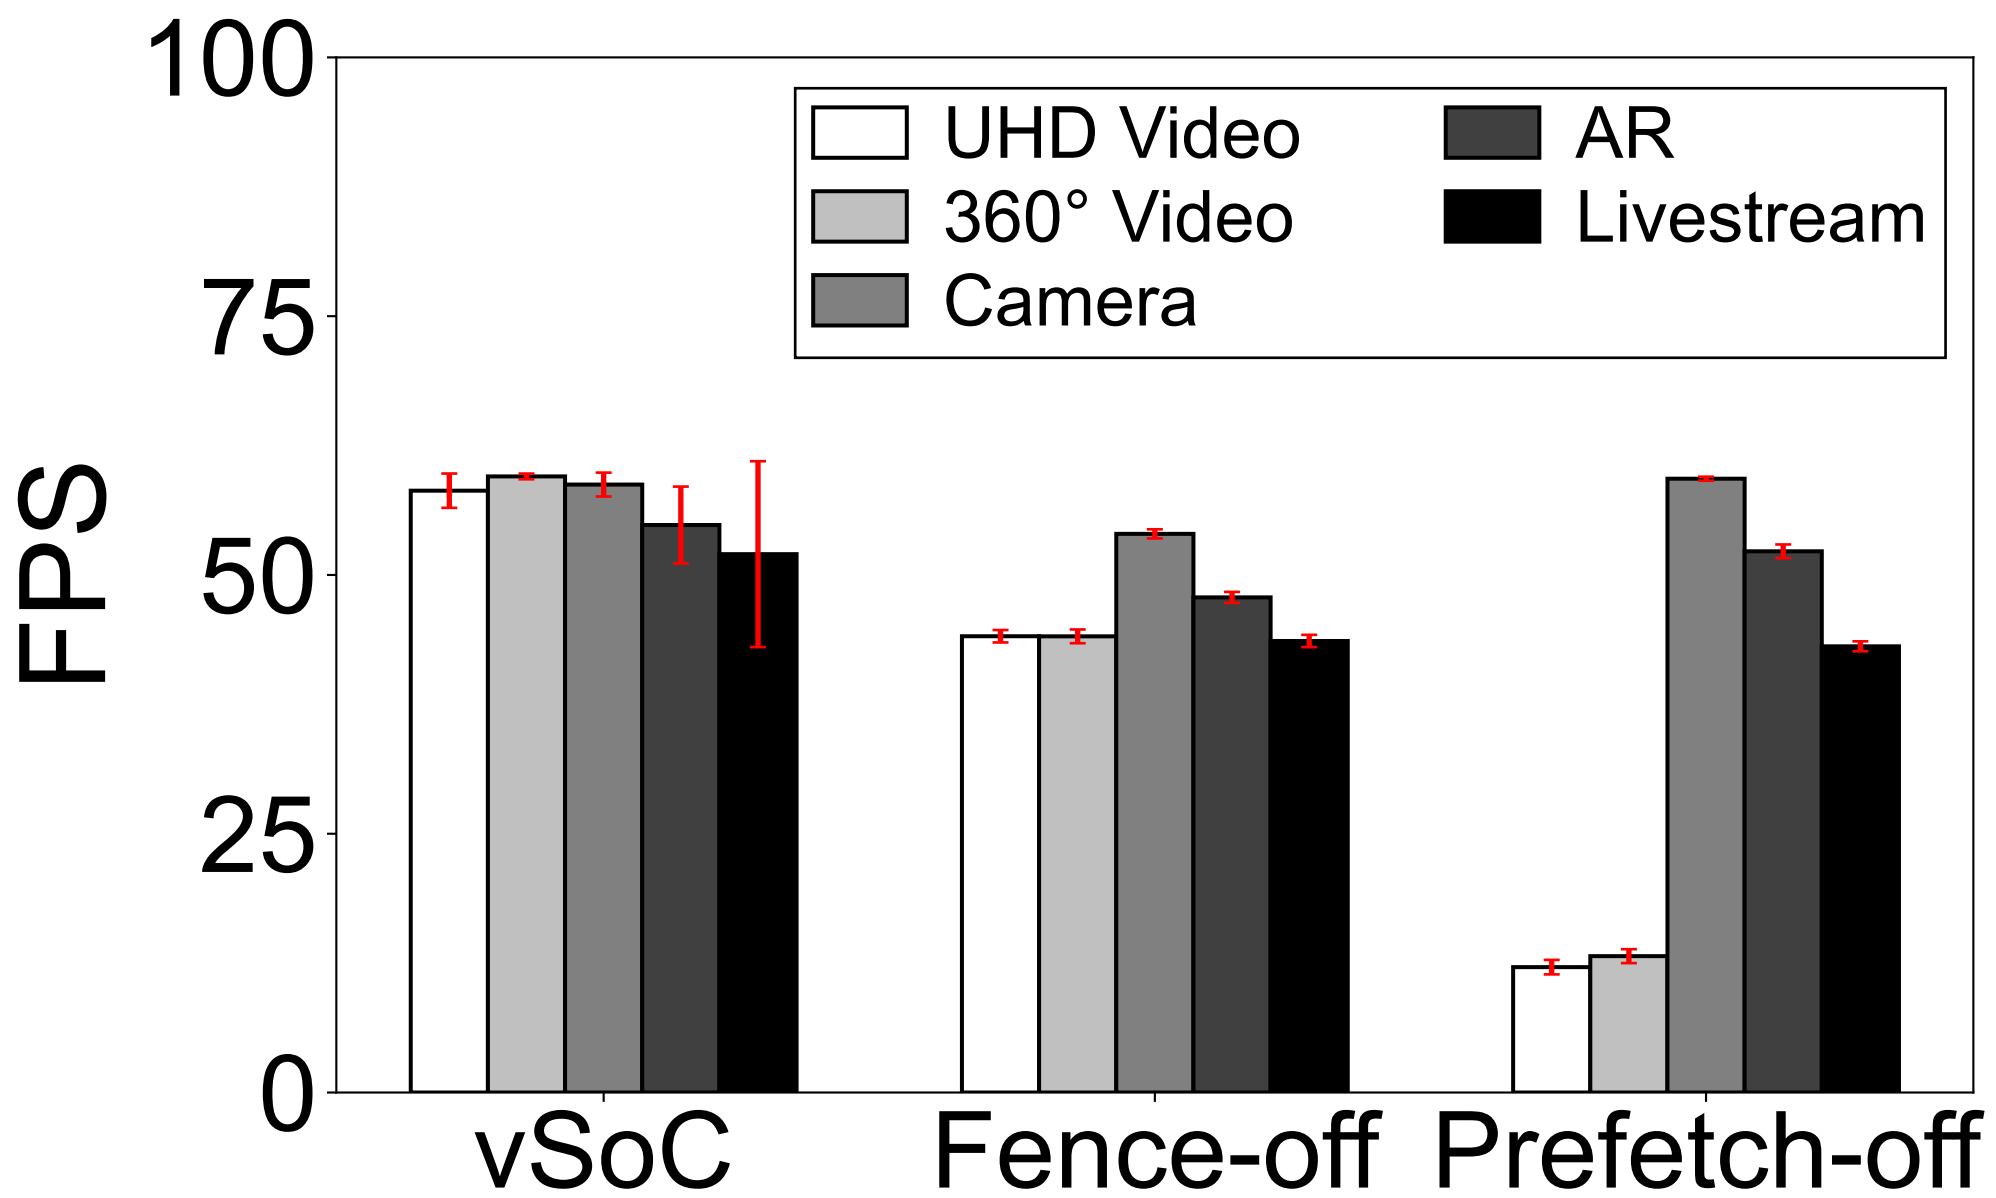 100
75
50
25
0
FPS
UHD Video
360° Video
Camera
AR
Livestream
vSoC
Fence-off
Prefetch-off